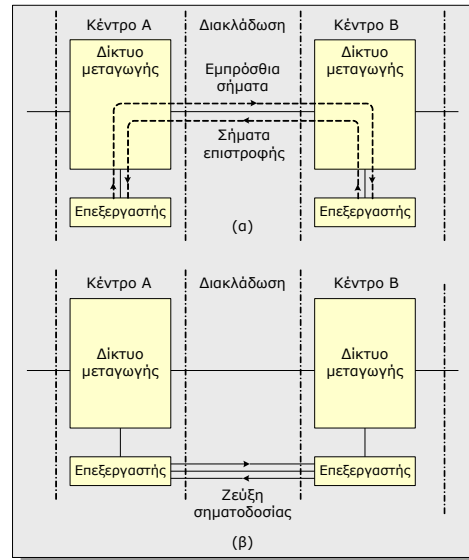 Κέντρο Α Διακλάδωση Κέντρο Β
Δίκτυο
μεταγωγής
Εμπρόσθια
σήματα
Δίκτυο
μεταγωγής
Σήματα
επιστροφής
Επεξεργαστής
Επεξεργαστής
(α)
Κέντρο Α Διακλάδωση Κέντρο Β
Δίκτυο
μεταγωγής
Δίκτυο
μεταγωγής
Επεξεργαστής
Επεξεργαστής
Ζεύξη
σηματοδοσίας
(β)